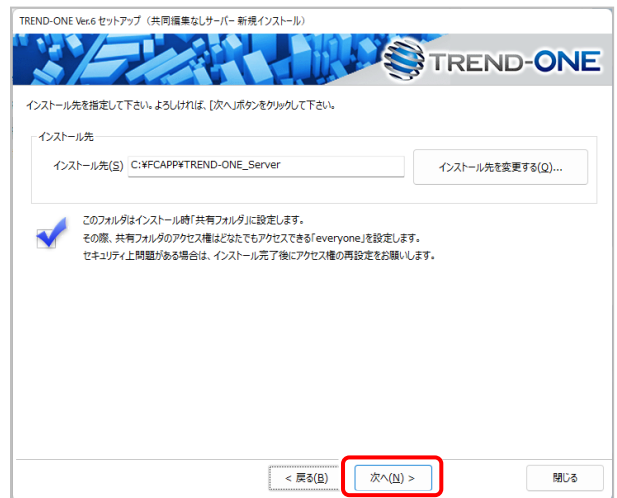 TREND-ONE Ver.6 セットアップ（共同編集なしサーバー 新規インストール）
TREND-ONE
インストール先を指定して下さい。よろしければ、[次へ]ボタンをクリックして下さい。
インストール先
インストール先(S) C:¥FCAPP¥TREND-ONE_Server インストール先を変更する(Q)...
このフォルダはインストール時「共有フォルダ」に設定します。
その際、共有フォルダのアクセス権はどなたでもアクセスできる「everyone」を設定します。
セキュリティ上問題がある場合は、インストール完了後にアクセス権の再設定をお願いします。
< 戻る(B) 次へ(N) > 閉じる